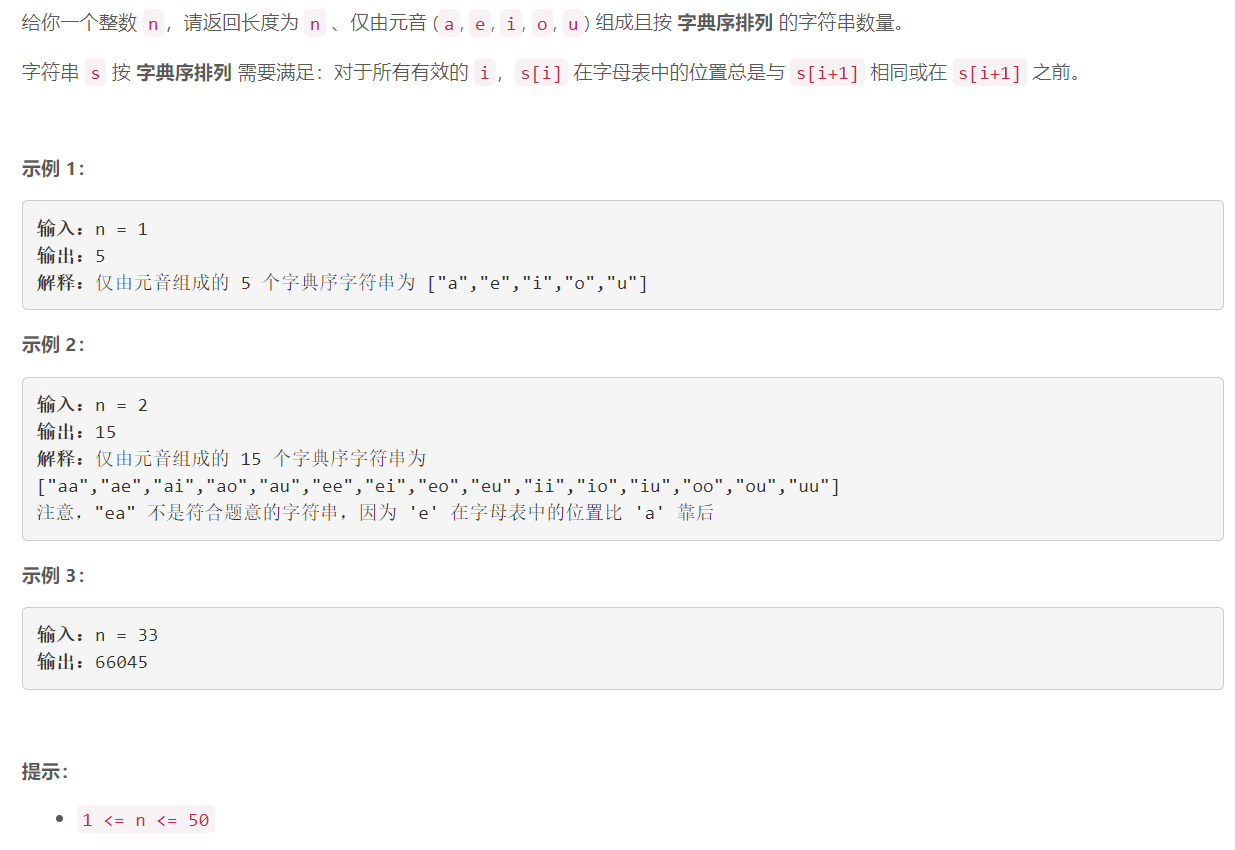 给你一个整数 n，请返回长度为 n 、仅由元音 (a, e, i, o, u) 组成且按 字典序排列 的字符串数量。
字符串 s 按 字典序排列 需要满足：对于所有有效的 i，s[i] 在字母表中的位置总是与 s[i+1] 相同或在 s[i+1] 之前。
示例 1：
输入：n = 1
输出：5
解释：仅由元音组成的 5 个字典序字符串为 ["a","e","i","o","u"]
示例 2：
输入：n = 2
输出：15
解释：仅由元音组成的 15 个字典序字符串为
["aa","ae","ai","ao","au","ee","ei","eo","eu","ii","io","iu","oo","ou","uu"]
注意，"ea" 不是符合题意的字符串，因为 'e' 在字母表中的位置比 'a' 靠后
示例 3：
输入：n = 33
输出：66045
提示：
• 1 <= n <= 50